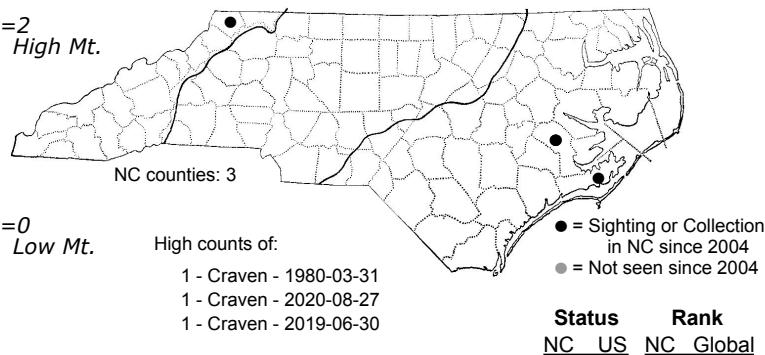 =2
High Mt.
NC counties: 3
=0
Low Mt.
High counts of:
1 - Craven - 1980-03-31
1 - Craven - 2020-08-27
1 - Craven - 2019-06-30
= Sighting or Collection
in NC since 2004
= Not seen since 2004
Status Rank
NC US NC Global